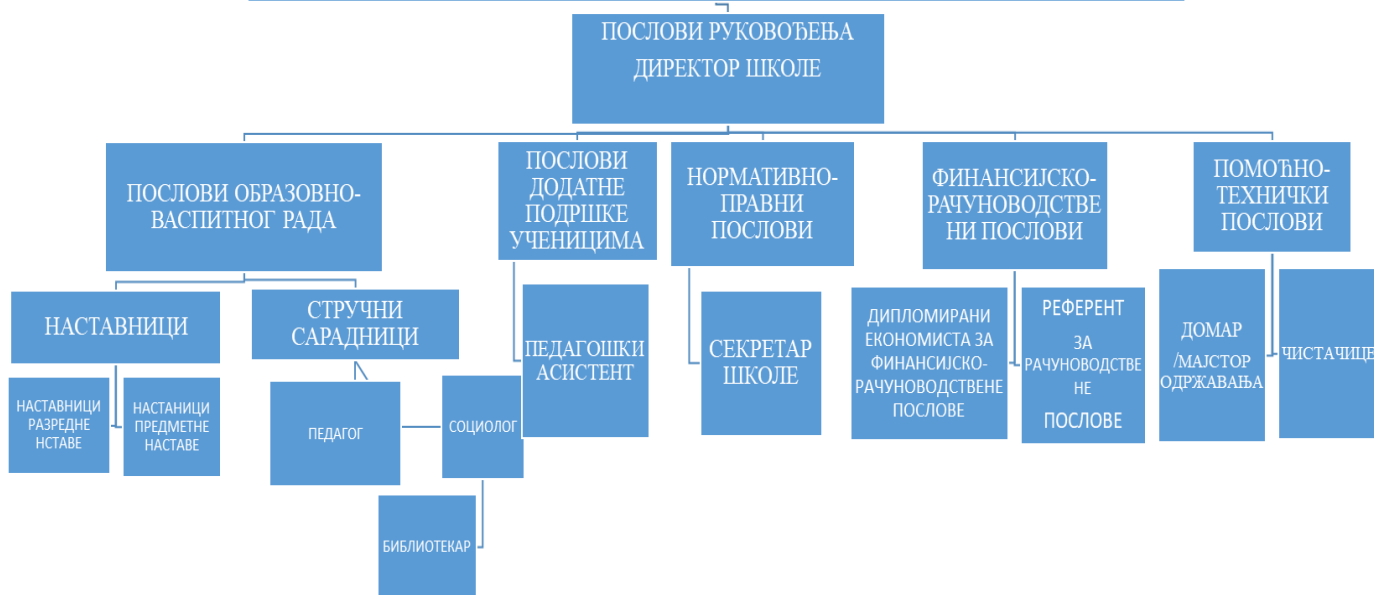 ПОСЛОВИ РУКОВОЂЕЊА
ДИРЕКТОР ШКОЛЕ
ПОСЛОВИ ОБРАЗОВНО-
ВАСПИТНОГ РАДА
ПОСЛОВИ
ДОДАТНЕ
ПОДРШКЕ
УЧЕНИЦИМА
НОРМАТИВНО-
ПРАВНИ
ПОСЛОВИ
ФИНАНСИЈСКО-
РАЧУНОВОДСТВЕ
НИ ПОСЛОВИ
ПОМОЋНО-
ТЕХНИЧКИ
ПОСЛОВИ
НАСТАВНИЦИ
СТРУЧНИ
САРАДНИЦИ
ПЕДАГОШКИ
АСИСТЕНТ
СЕКРЕТАР
ШКОЛЕ
ДИПЛОМИРАНИ
ЕКОНОМИСТА ЗА
ФИНАНСИЈСКО-
РАЧУНОВОДСТВЕНЕ
ПОСЛОВЕ
РЕФЕРЕНТ
ЗА
РАЧУНОВОДСТВЕ
НЕ
ПОСЛОВЕ
ДОМАР
/МАЈСТОР
ОДРЖАВАЊА
ЧИСТАЧИЦЕ
НАСТАВНИЦИ
РАЗРЕДНЕ
НСТАВЕ
НАСТАНИЦИ
ПРЕДМЕТНЕ
НАСТАВЕ
ПЕДАГОГ
СОЦИОЛОГ
БИБЛИОТЕКАР